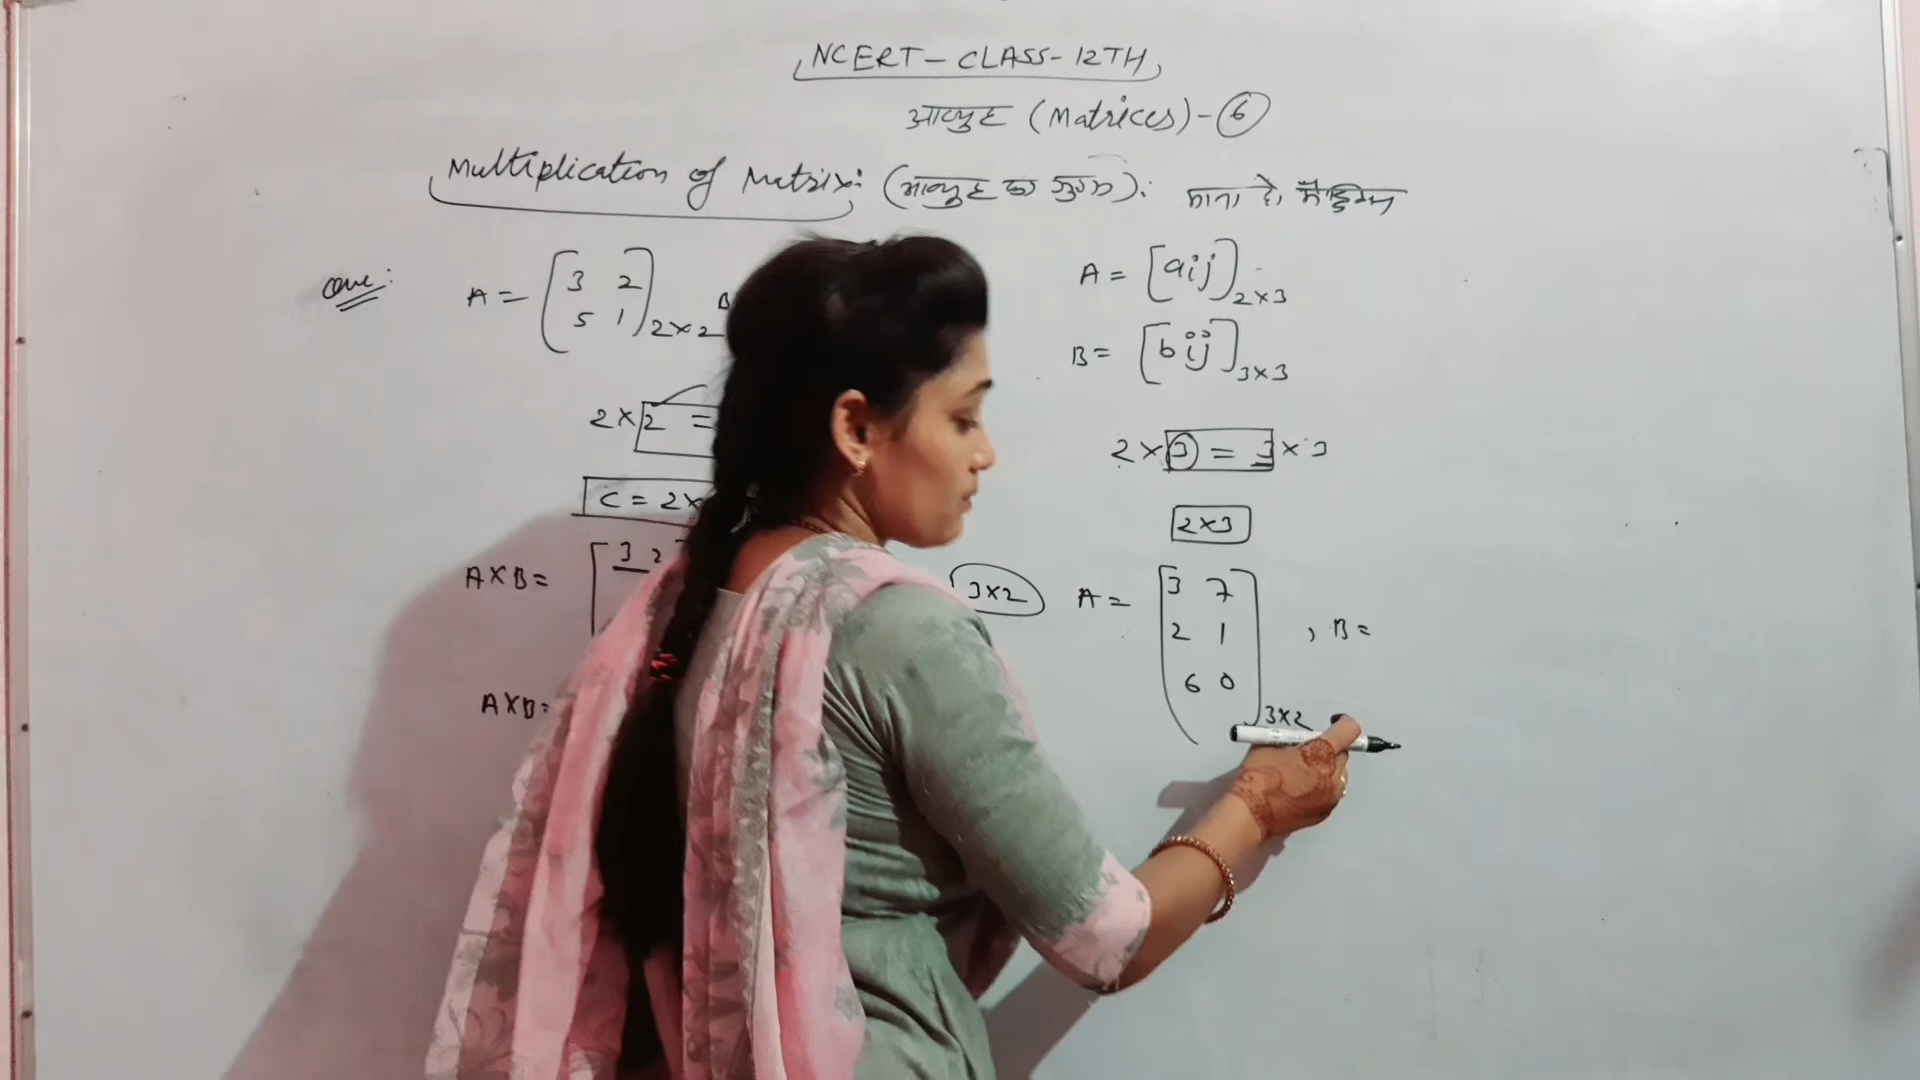 NCERT - CLASS - 12TH
आव्युह (Matrices) - 6
Multiplication of Matrix: (आव्युह का गुणन):
Que:
A = [3 2
5 1] 2×2
2×2 =
C = 2×
A×B = [3 2
A×B =
A = [aij] 2×3
B = [bij] 3×3
2×3 = 3×3
2×3
3×2
A = [3 7
2 1
6 0] 3×2 , B =